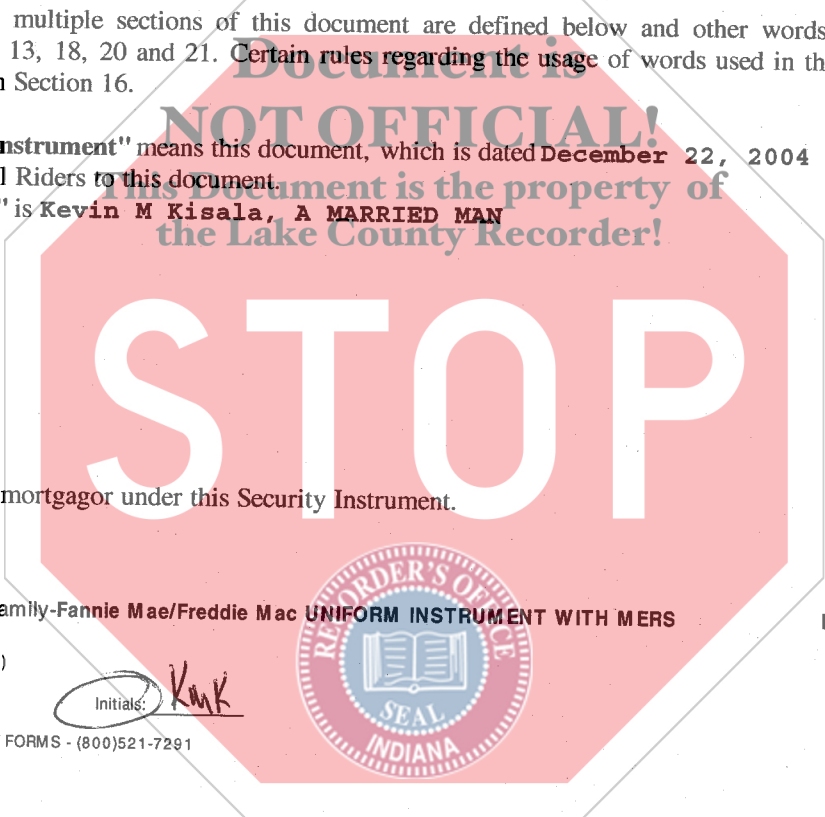 multiple sections of this document are defined below and other words
13, 18, 20 and 21. Certain rules regarding the usage of words used in th
Document is
n Section 16.
NOT OFFICIAL!
nstrument" means this document, which is dated December 22, 2004
l Riders to this document.
This Document is the property of
" is Kevin M Kisala, A MARRIED MAN
the Lake County Recorder!
STOP
mortgagor under this Security Instrument.
RECORDER'S OFFICE
amily-Fannie Mae/Freddie Mac UNIFORM INSTRUMENT WITH MERS
)
Initials: KMK
SEAL
INDIANA
FORMS - (800)521-7291